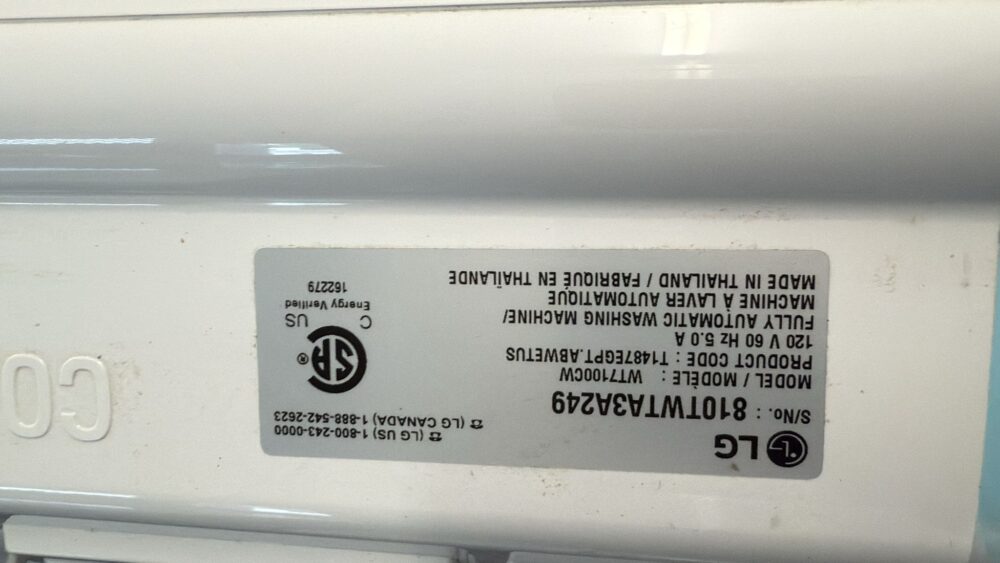 LG
S/No. : 810TWTA3A249
MODEL / MODÈLE : WT7100CW
PRODUCT CODE : T1487EGPT.ABWETUS
120 V 60 Hz 5.0 A
FULLY AUTOMATIC WASHING MACHINE/
MACHINE À LAVER AUTOMATIQUE
MADE IN THAILAND / FABRIQUÉ EN THAÏLANDE
☎ (LG US) 1-800-243-0000
☎ (LG CANADA) 1-888-542-2623
SA ®
C US
Energy Verified
162279
CO